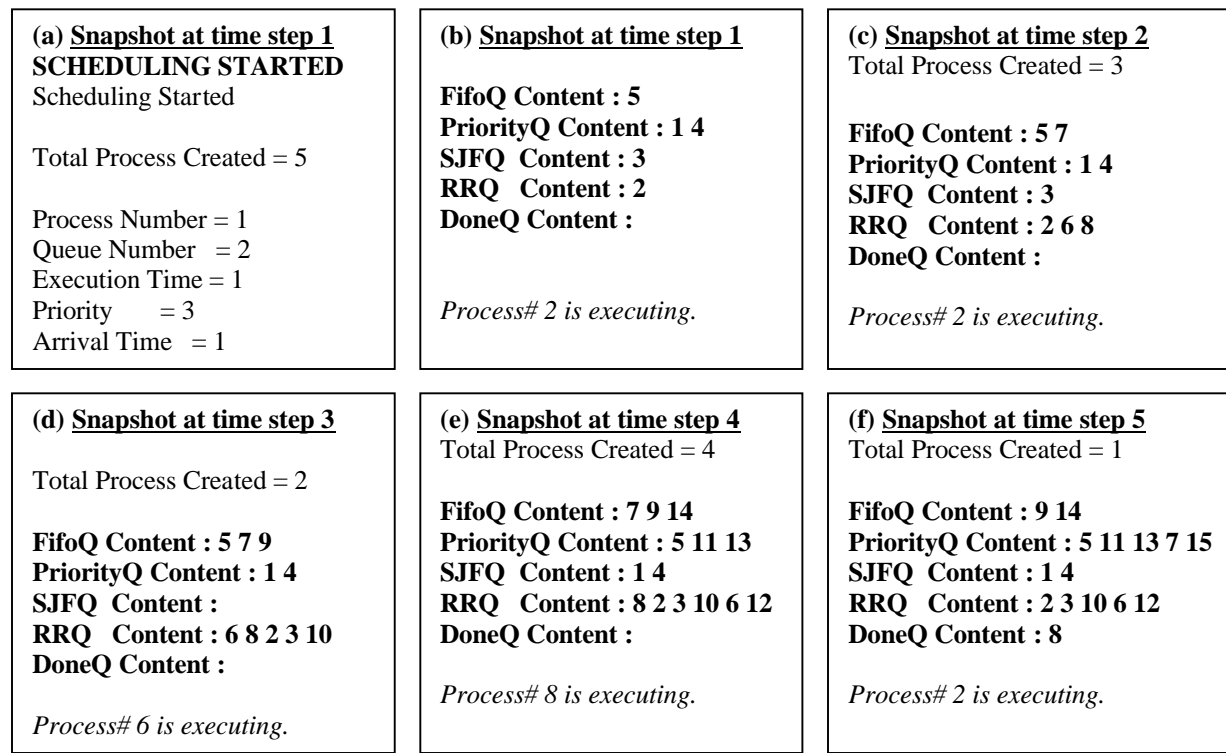 (a) Snapshot at time step 1
SCHEDULING STARTED
Scheduling Started
Total Process Created = 5
Process Number = 1
Queue Number = 2
Execution Time = 1
Priority = 3
Arrival Time = 1
(b) Snapshot at time step 1
FifoQ Content : 5
PriorityQ Content : 1 4
SJFQ Content : 3
RRQ Content : 2
DoneQ Content :
Process# 2 is executing.
(c) Snapshot at time step 2
Total Process Created = 3
FifoQ Content : 5 7
PriorityQ Content : 1 4
SJFQ Content : 3
RRQ Content : 2 6 8
DoneQ Content :
Process# 2 is executing.
(d) Snapshot at time step 3
Total Process Created = 2
FifoQ Content : 5 7 9
PriorityQ Content : 1 4
SJFQ Content :
RRQ Content : 6 8 2 3 10
DoneQ Content :
Process# 6 is executing.
(e) Snapshot at time step 4
Total Process Created = 4
FifoQ Content : 7 9 14
PriorityQ Content : 5 11 13
SJFQ Content : 1 4
RRQ Content : 8 2 3 10 6 12
DoneQ Content :
Process# 8 is executing.
(f) Snapshot at time step 5
Total Process Created = 1
FifoQ Content : 9 14
PriorityQ Content : 5 11 13 7 15
SJFQ Content : 1 4
RRQ Content : 2 3 10 6 12
DoneQ Content : 8
Process# 2 is executing.